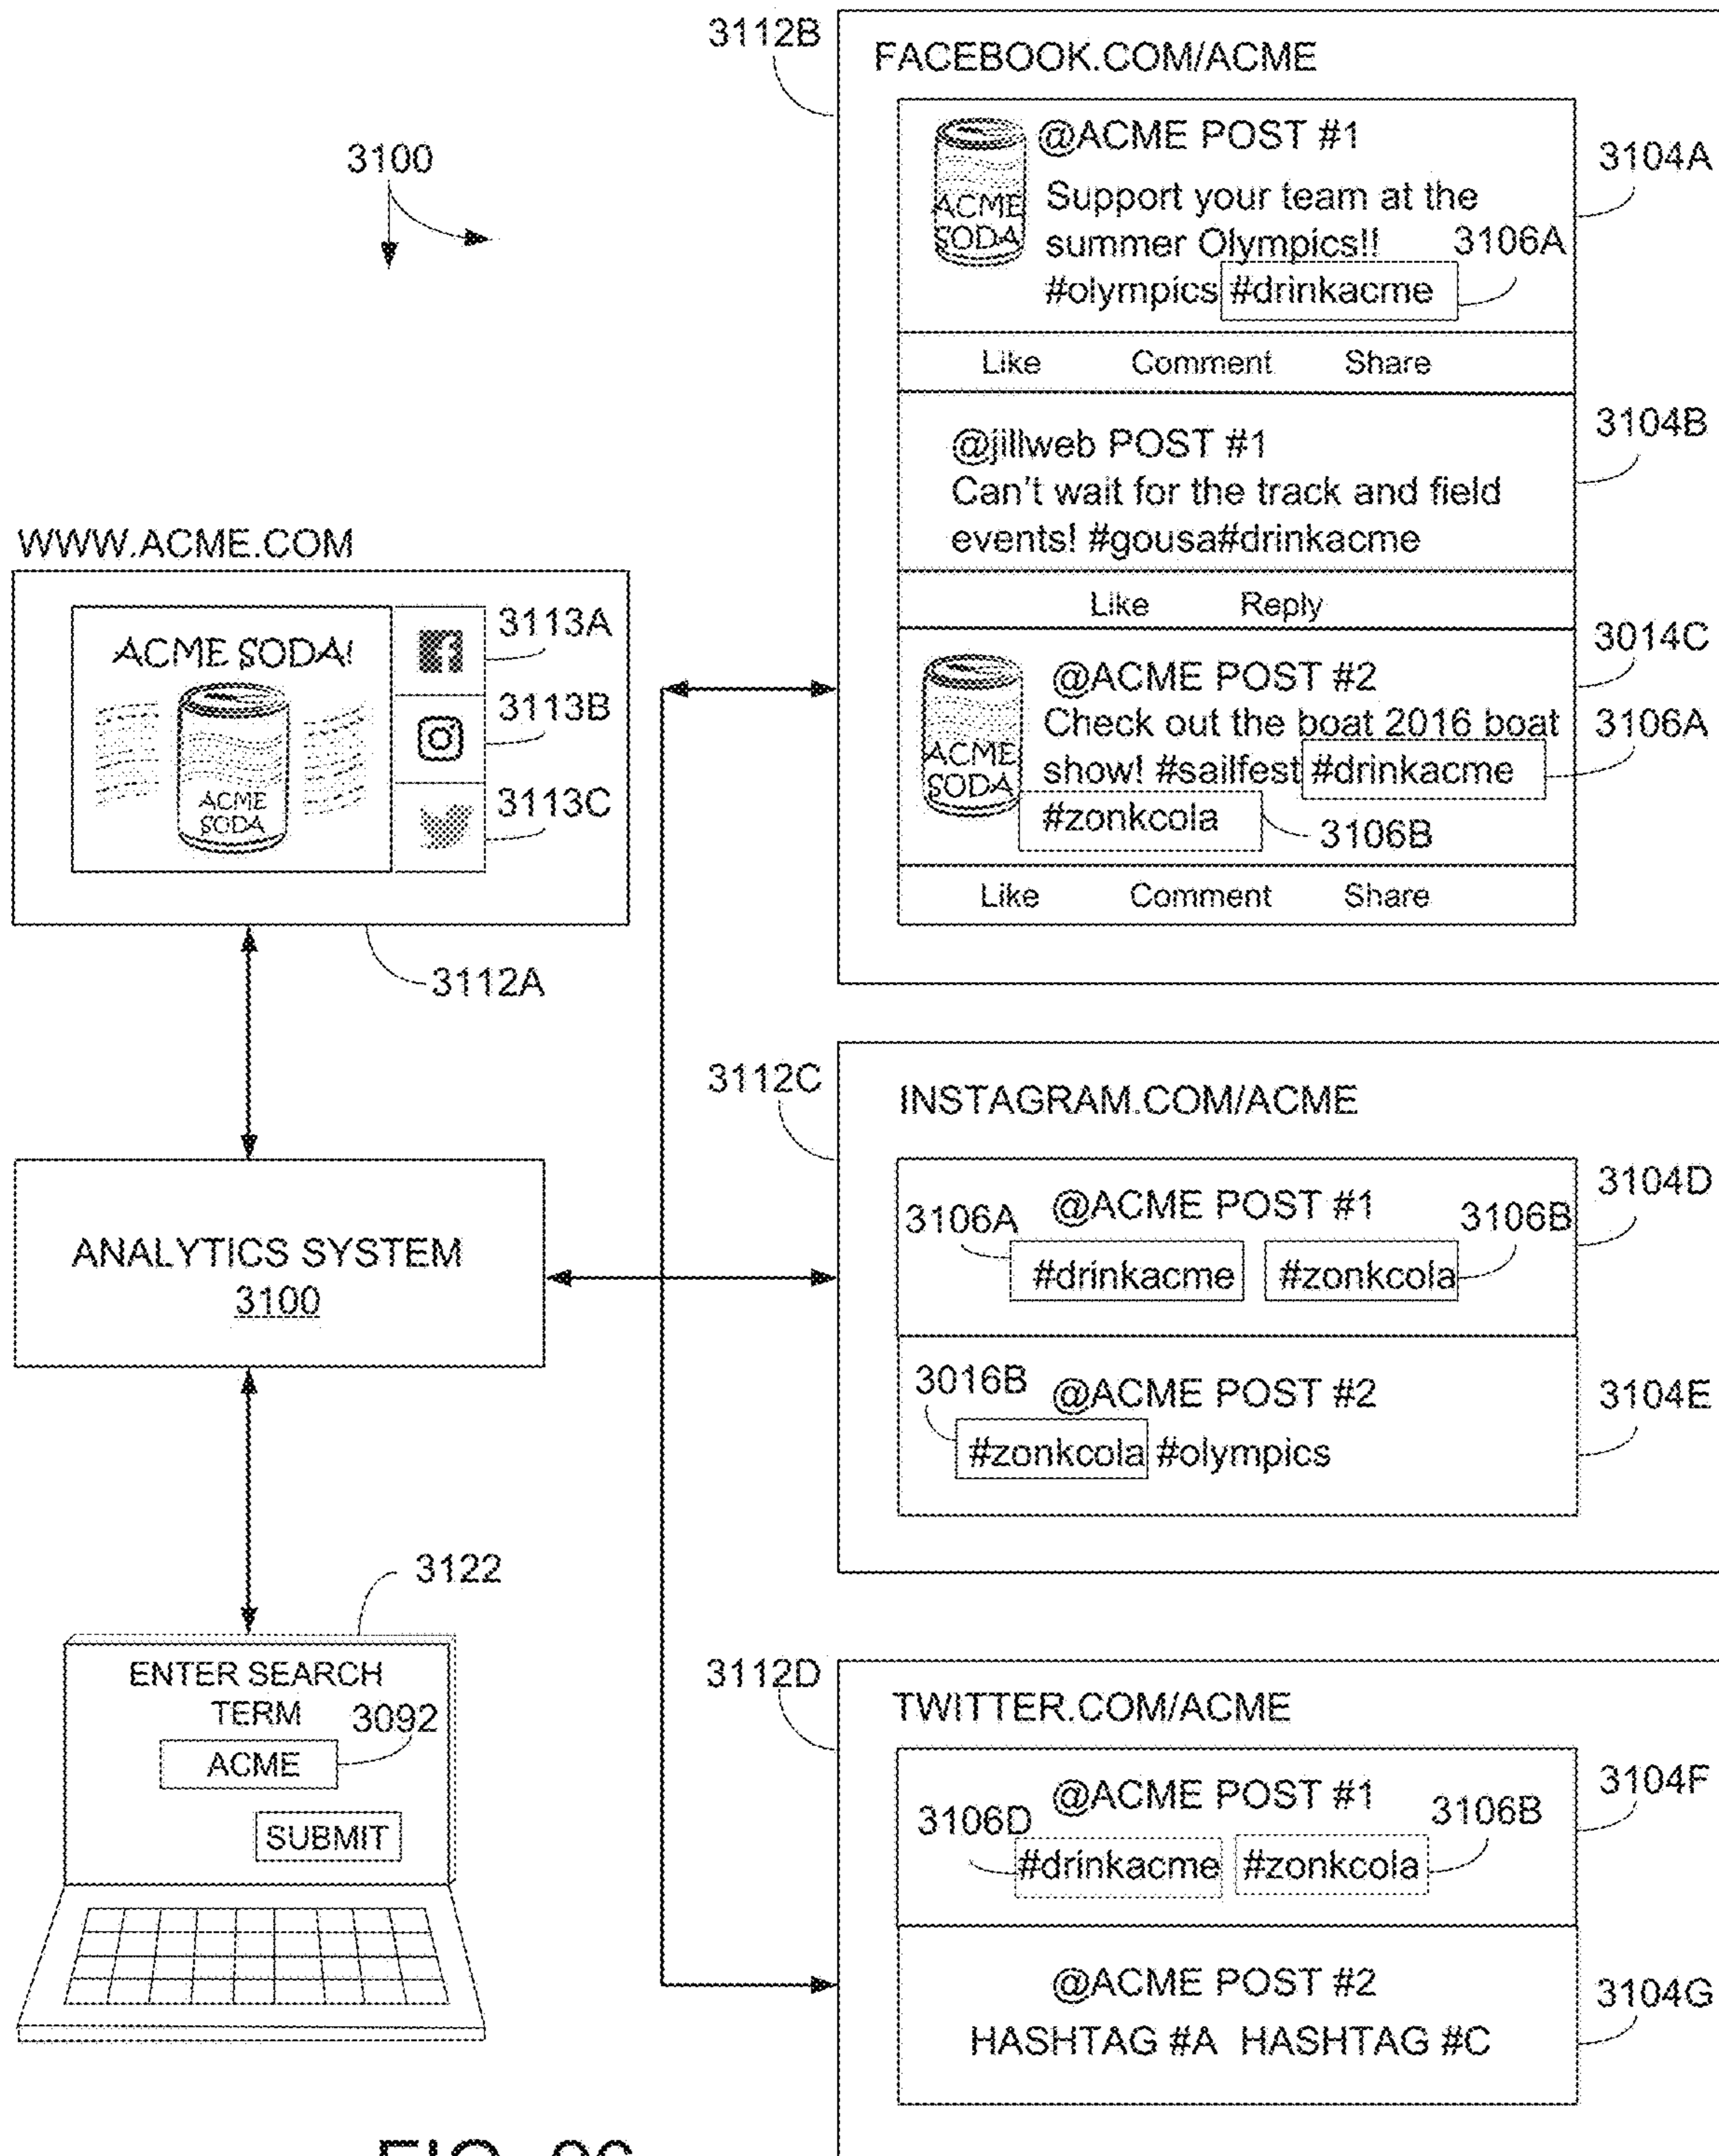 3100
WWW.ACME.COM
ACME SODA!
ACME
SODA
3113A
3113B
3113C
3112A
ANALYTICS SYSTEM
3100
3122
ENTER SEARCH
TERM
3092
ACME
SUBMIT
3112B
FACEBOOK.COM/ACME
ACME
SODA
@ACME POST #1
3104A
Support your team at the
summer Olympics!!
3106A
#olympics #drinkacme
Like Comment Share
@jillweb POST #1
3104B
Can't wait for the track and field
events! #gousa#drinkacme
Like Reply
3014C
ACME
SODA
@ACME POST #2
Check out the boat 2016 boat
3106A
show! #sailfest #drinkacme
#zonkcola
3106B
Like Comment Share
3112C
INSTAGRAM.COM/ACME
3104D
@ACME POST #1
3106A
3106B
#drinkacme #zonkcola
3016B
@ACME POST #2
3104E
#zonkcola #olympics
3112D
TWITTER.COM/ACME
3104F
@ACME POST #1
3106D
3106B
#drinkacme #zonkcola
@ACME POST #2
3104G
HASHTAG #A HASHTAG #C